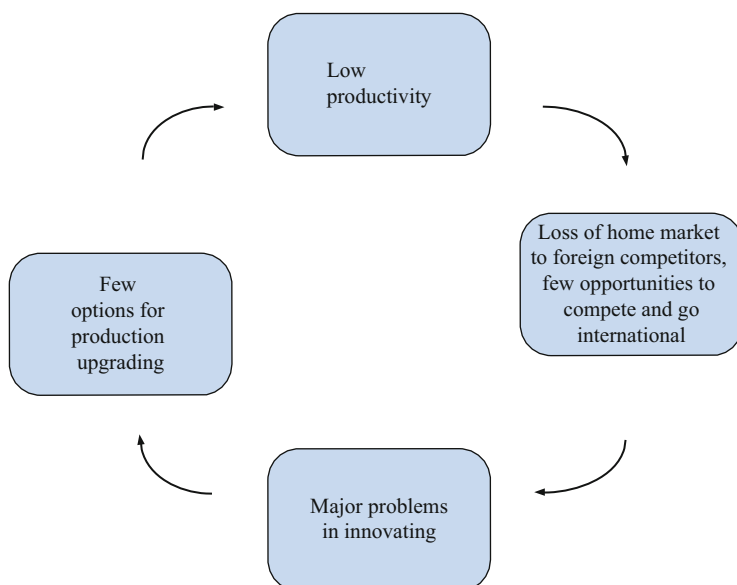 Low
productivity
Loss of home market
to foreign competitors,
few opportunities to
compete and go
international
Major problems
in innovating
Few
options for
production
upgrading